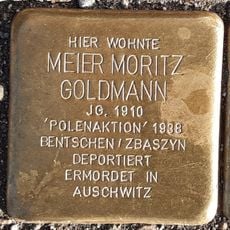 HIER WOHNTE
MEIER MORITZ
GOLDMANN
JG. 1910
'POLENAKTION' 1938
BENTSCHEN / ZBASZYN
DEPORTIERT
ERMORDET IN
AUSCHWITZ